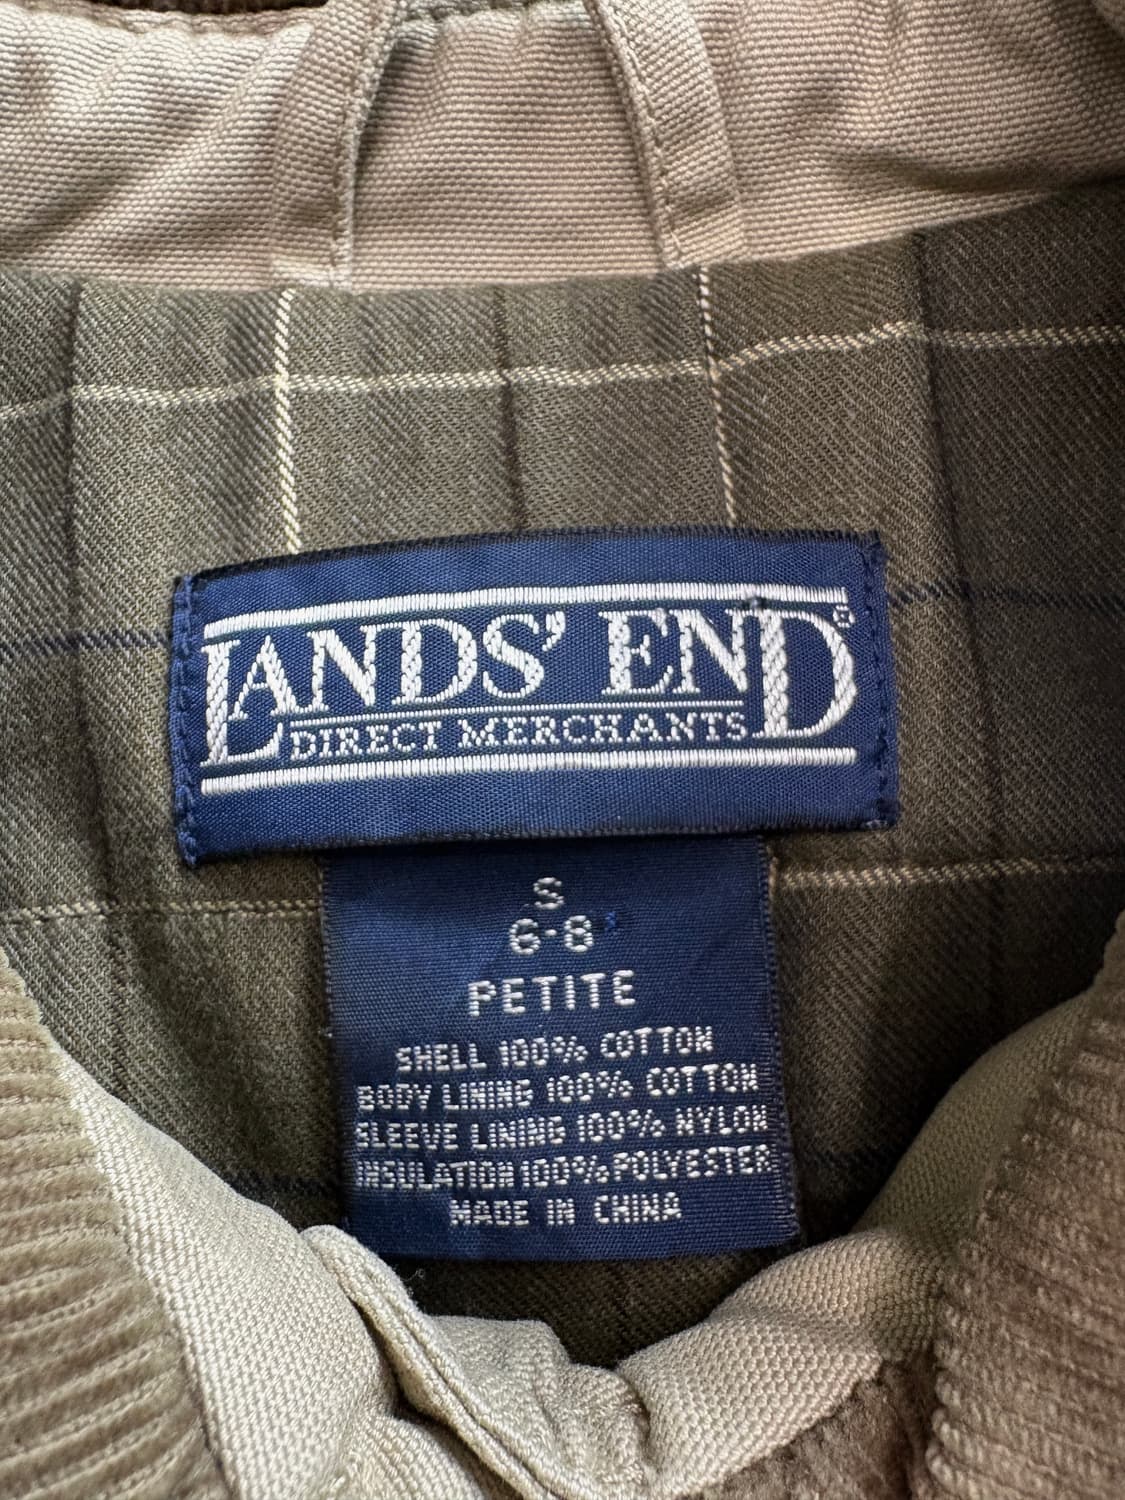 LANDS' END®
DIRECT MERCHANTS
S
6-8
PETITE
SHELL 100% COTTON
BODY LINING 100% COTTON
SLEEVE LINING 100% NYLON
INSULATION 100% POLYESTER
MADE IN CHINA